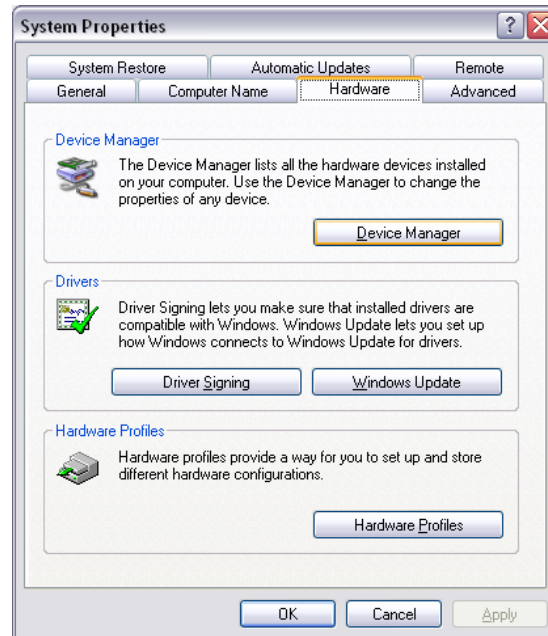 System Properties
System Restore Automatic Updates Remote
General Computer Name Hardware Advanced
Device Manager
The Device Manager lists all the hardware devices installed
on your computer. Use the Device Manager to change the
properties of any device.
Device Manager
Drivers
Driver Signing lets you make sure that installed drivers are
compatible with Windows. Windows Update lets you set up
how Windows connects to Windows Update for drivers.
Driver Signing Windows Update
Hardware Profiles
Hardware profiles provide a way for you to set up and store
different hardware configurations.
Hardware Profiles
OK Cancel Apply